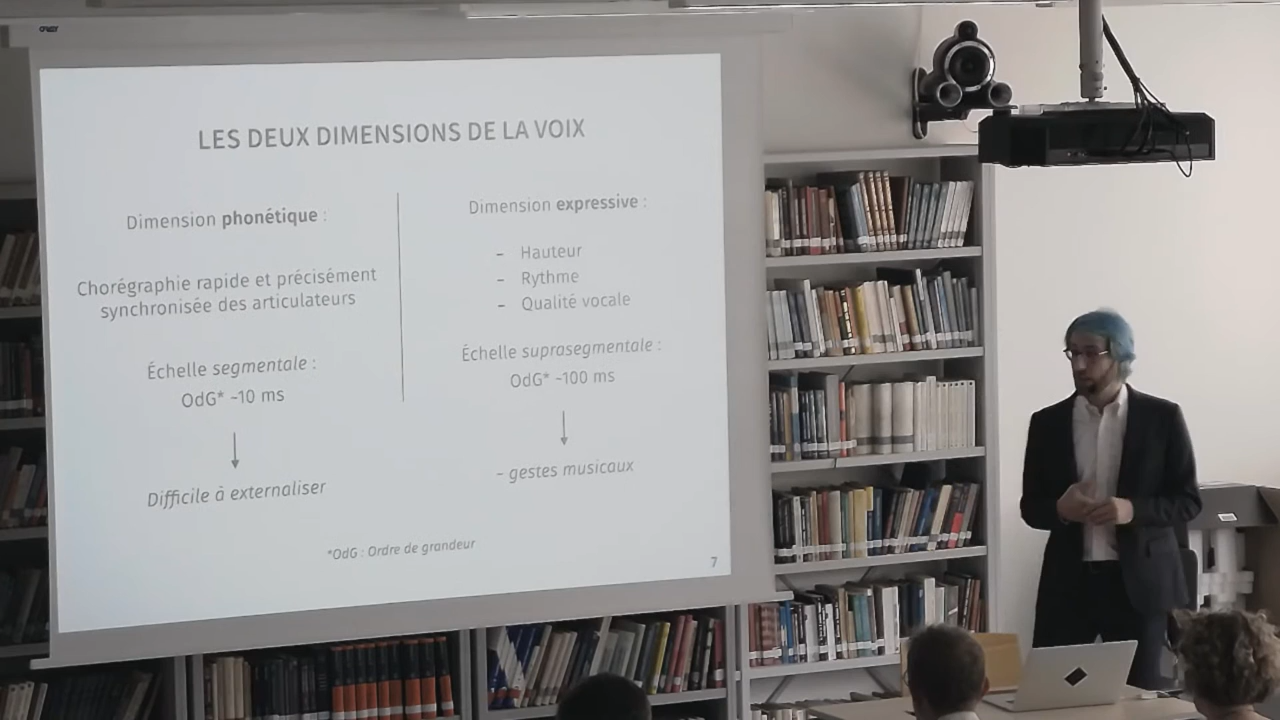 LES DEUX DIMENSIONS DE LA VOIX
Dimension phonétique :
Chorégraphie rapide et précisément
synchronisée des articulateurs
Échelle segmentale :
OdG* ~10 ms
Difficile à externaliser
Dimension expressive :
- Hauteur
- Rythme
- Qualité vocale
Échelle suprasegmentale :
OdG* ~100 ms
~ gestes musicaux
*OdG : Ordre de grandeur
7